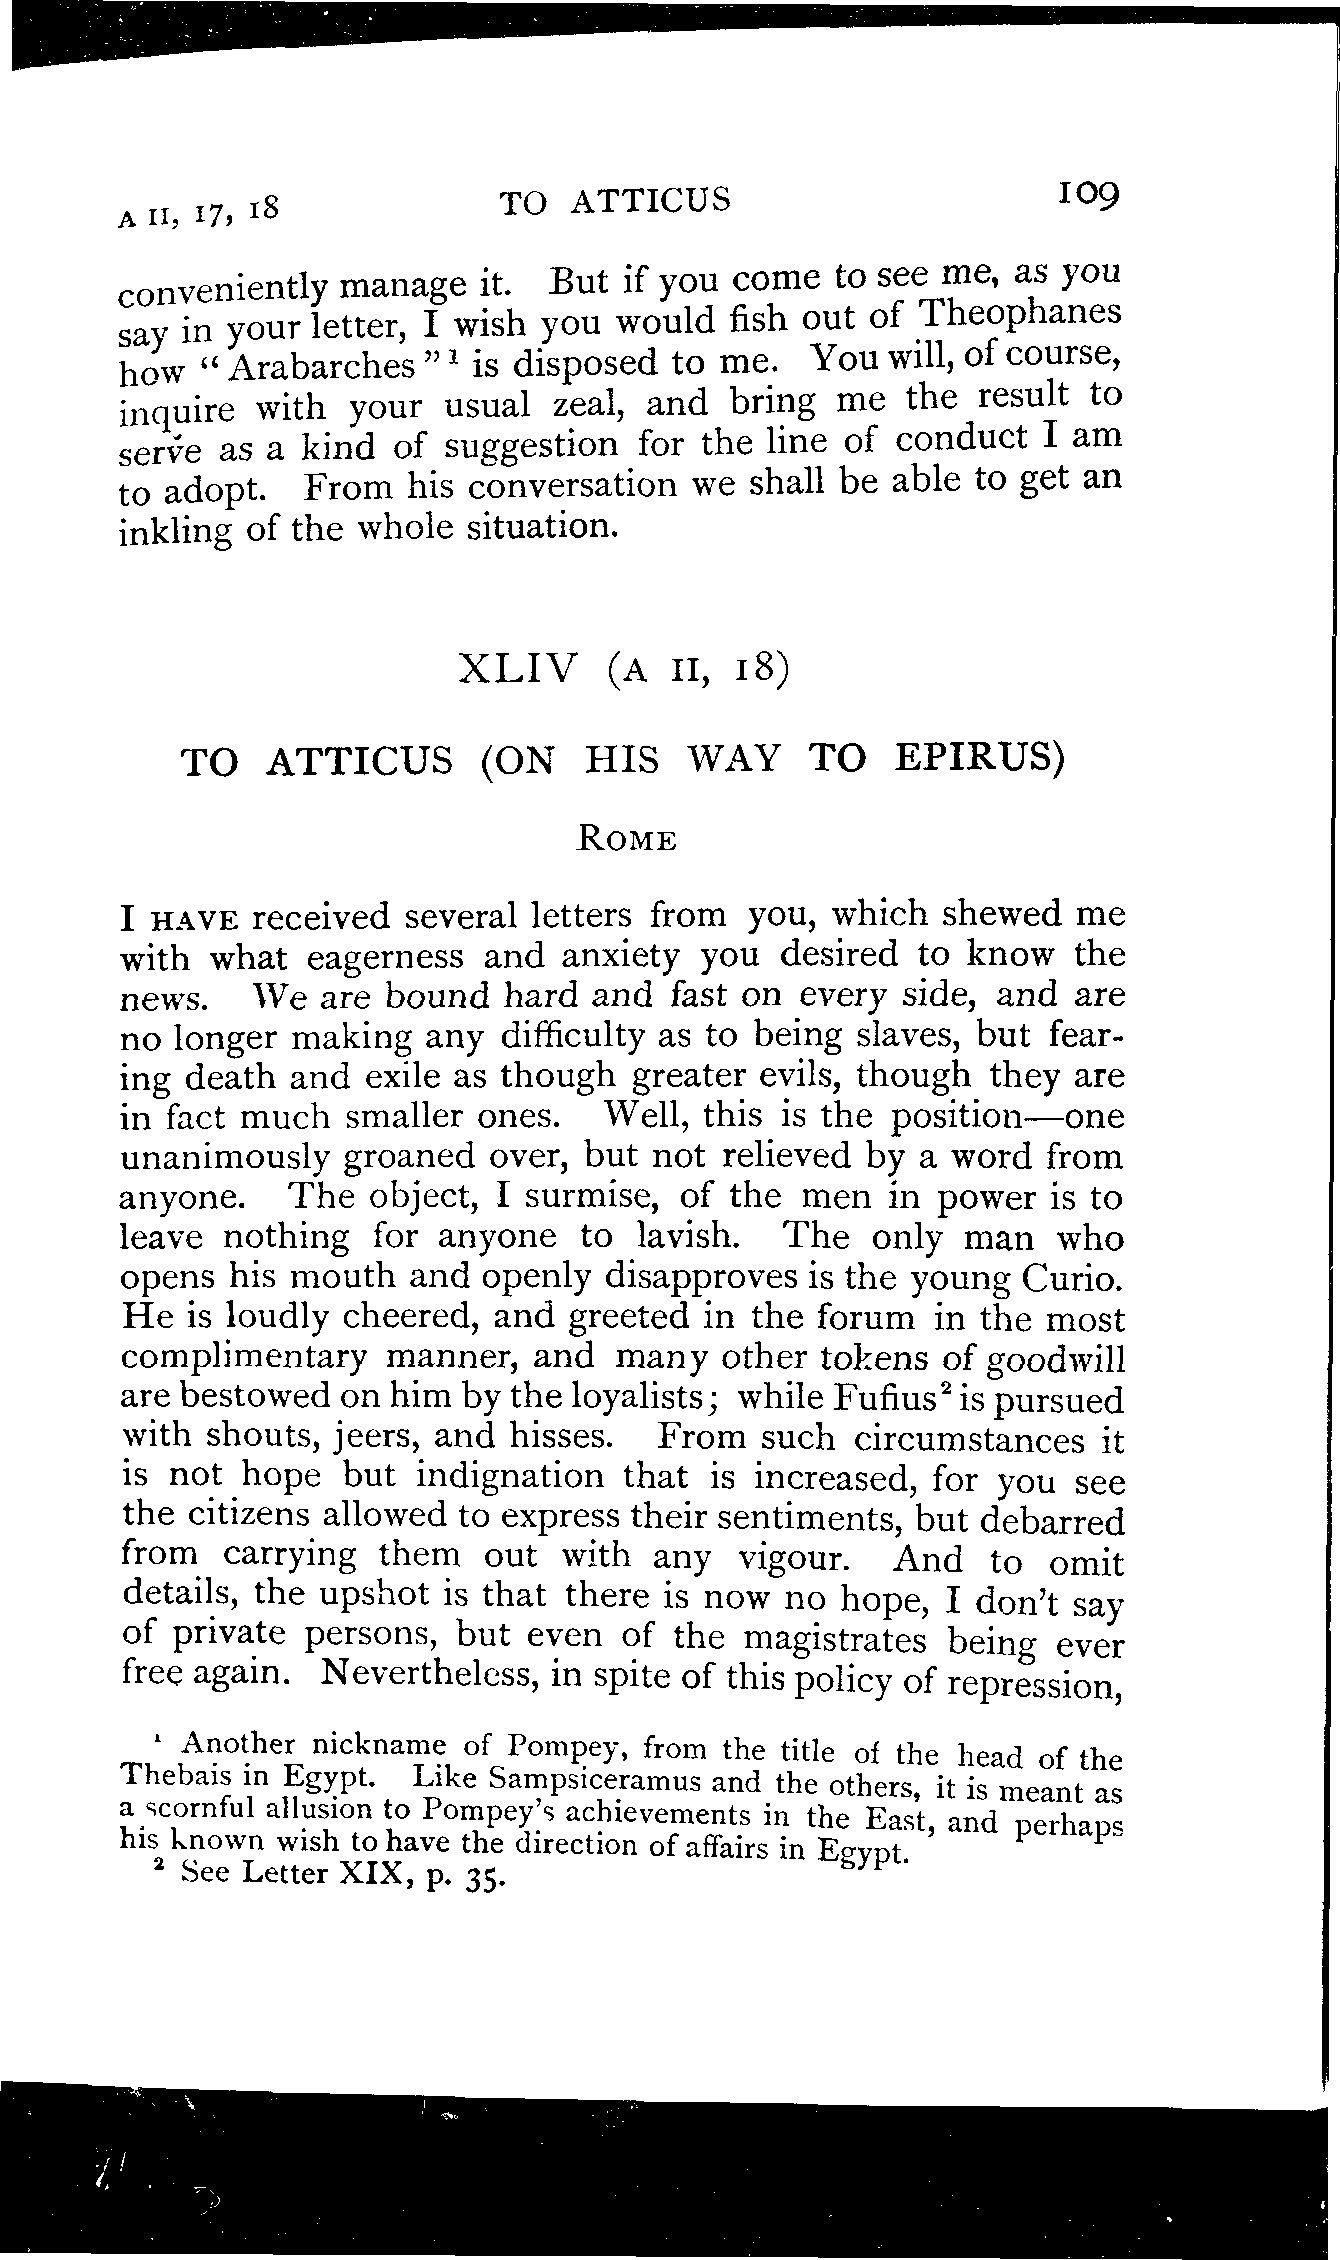 A II, 17, 18 TO ATTICUS 109
conveniently manage it. But if you come to see me, as you
say in your letter, I wish you would fish out of Theophanes
how “Arabarches”¹ is disposed to me. You will, of course,
inquire with your usual zeal, and bring me the result to
serve as a kind of suggestion for the line of conduct I am
to adopt. From his conversation we shall be able to get an
inkling of the whole situation.
XLIV (A II, 18)
TO ATTICUS (ON HIS WAY TO EPIRUS)
ROME
I HAVE received several letters from you, which shewed me
with what eagerness and anxiety you desired to know the
news. We are bound hard and fast on every side, and are
no longer making any difficulty as to being slaves, but fear-
ing death and exile as though greater evils, though they are
in fact much smaller ones. Well, this is the position—one
unanimously groaned over, but not relieved by a word from
anyone. The object, I surmise, of the men in power is to
leave nothing for anyone to lavish. The only man who
opens his mouth and openly disapproves is the young Curio.
He is loudly cheered, and greeted in the forum in the most
complimentary manner, and many other tokens of goodwill
are bestowed on him by the loyalists; while Fufius² is pursued
with shouts, jeers, and hisses. From such circumstances it
is not hope but indignation that is increased, for you see
the citizens allowed to express their sentiments, but debarred
from carrying them out with any vigour. And to omit
details, the upshot is that there is now no hope, I don't say
of private persons, but even of the magistrates being ever
free again. Nevertheless, in spite of this policy of repression,
¹ Another nickname of Pompey, from the title of the head of the
Thebais in Egypt. Like Sampsiceramus and the others, it is meant as
a scornful allusion to Pompey's achievements in the East, and perhaps
his known wish to have the direction of affairs in Egypt.
² See Letter XIX, p. 35.